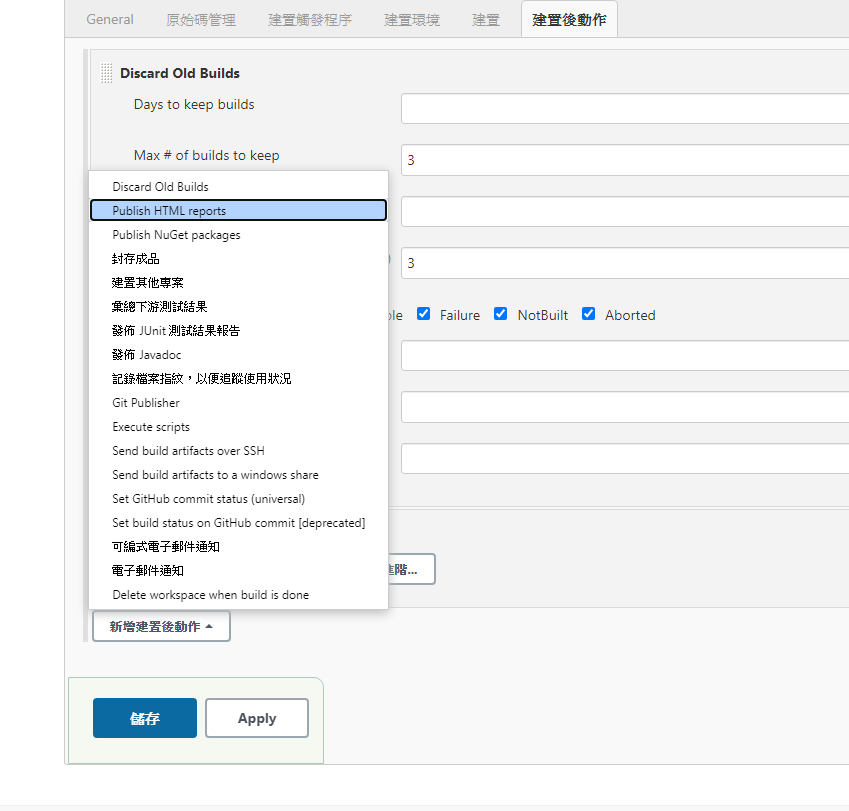 General 原始碼管理 建置觸發程序 建置環境 建置 建置後動作
Discard Old Builds
Days to keep builds
Max # of builds to keep 3
Discard Old Builds
Publish HTML reports
Publish NuGet packages
封存成品
3
建置其他專案
彙總下游測試結果
Failure NotBuilt Aborted
發佈 JUnit 測試結果報告
發佈 Javadoc
記錄檔案指紋，以便追蹤使用狀況
Git Publisher
Execute scripts
Send build artifacts over SSH
Send build artifacts to a windows share
Set GitHub commit status (universal)
Set build status on GitHub commit [deprecated]
可編式電子郵件通知
電子郵件通知
階...
Delete workspace when build is done
新增建置後動作
儲存 Apply